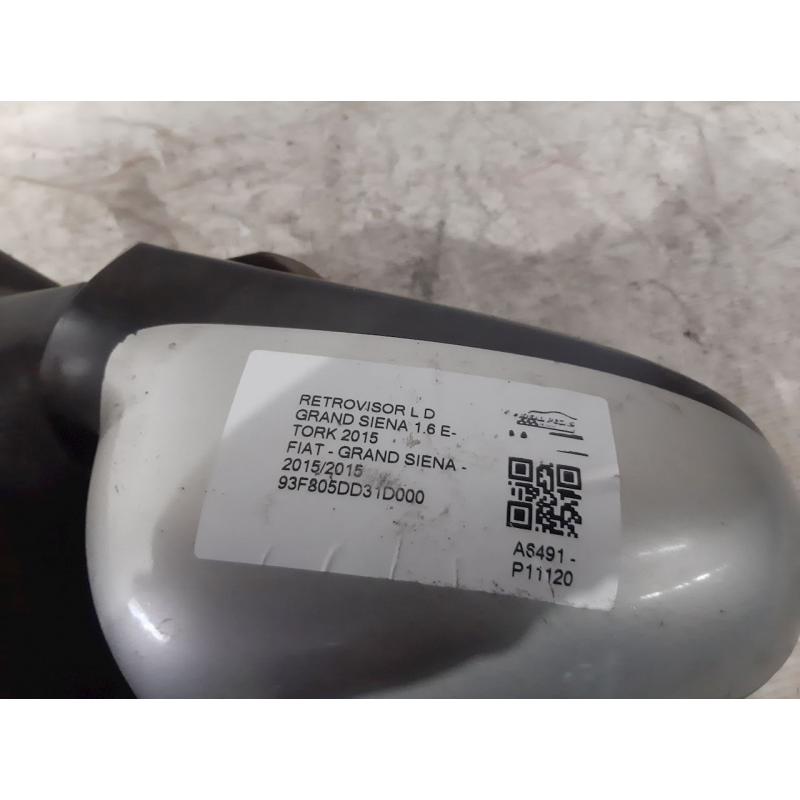 RETROVISOR L D
GRAND SIENA 1.6 E-
TORK 2015
FIAT - GRAND SIENA -
2015/2015
93F805DD31D000
A6491 -
P11120